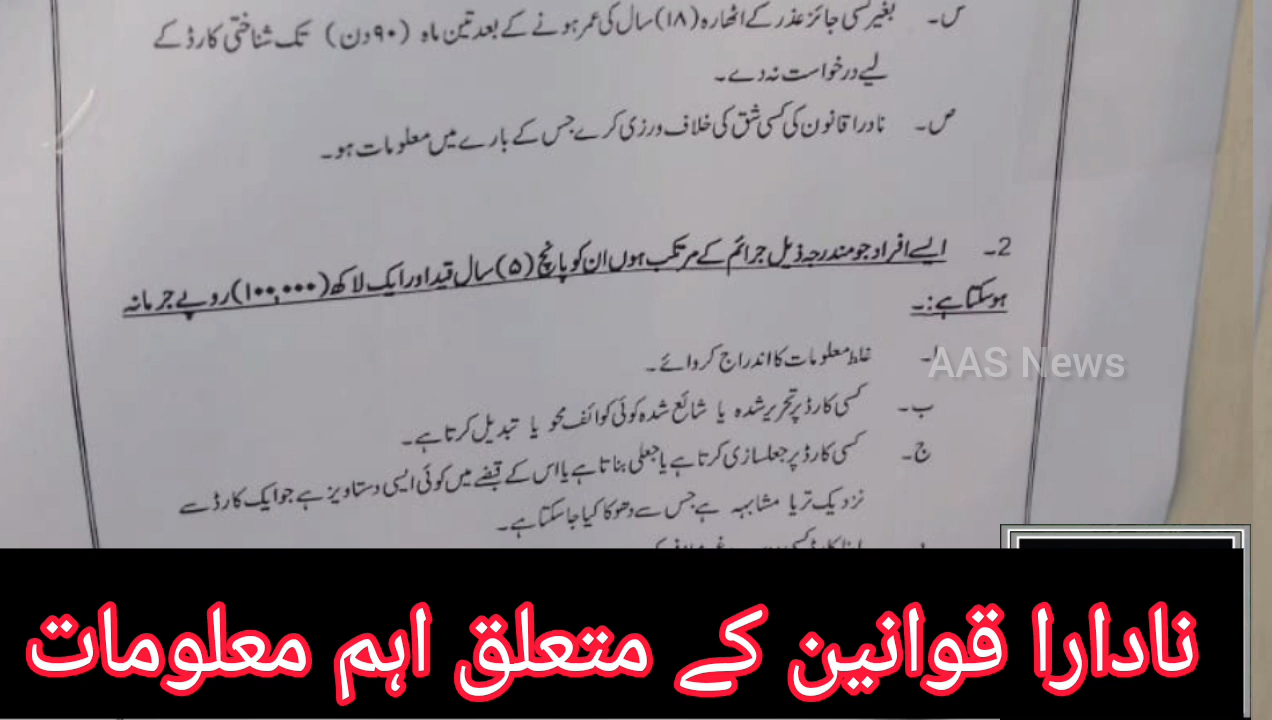 س۔ بغیر کسی جائز عذر کے اٹھارہ (۱۸) سال کی عمر ہونے کے بعد تین ماہ (۹۰ دن) تک شناختی کارڈ کے
لیے درخواست نہ دے۔
ص۔ نادرا قانون کی کسی شق کی خلاف ورزی کرے جس کے بارے میں معلومات ہو۔
2۔ ایسے افراد جو مندرجہ ذیل جرائم کے مرتکب ہوں ان کو پانچ (۵) سال قید اور ایک لاکھ (۱۰۰,۰۰۰) روپے جرمانہ
ہو سکتا ہے:۔
ا۔ غلط معلومات کا اندراج کروائے۔
AAS News
ب۔ کسی کارڈ پر تحریر شدہ یا شائع شدہ کوئی کوائف محو یا تبدیل کرتا ہے۔
ج۔ کسی کارڈ پر جعلسازی کرتا ہے یا جعلی بناتا ہے یا اس کے قبضے میں کوئی ایسی دستاویز ہے جو ایک کارڈ سے
نزدیک تر یا مشابہہ ہے جس سے دھوکا کیا جا سکتا ہے۔
نادارا قوانین کے متعلق اہم معلومات